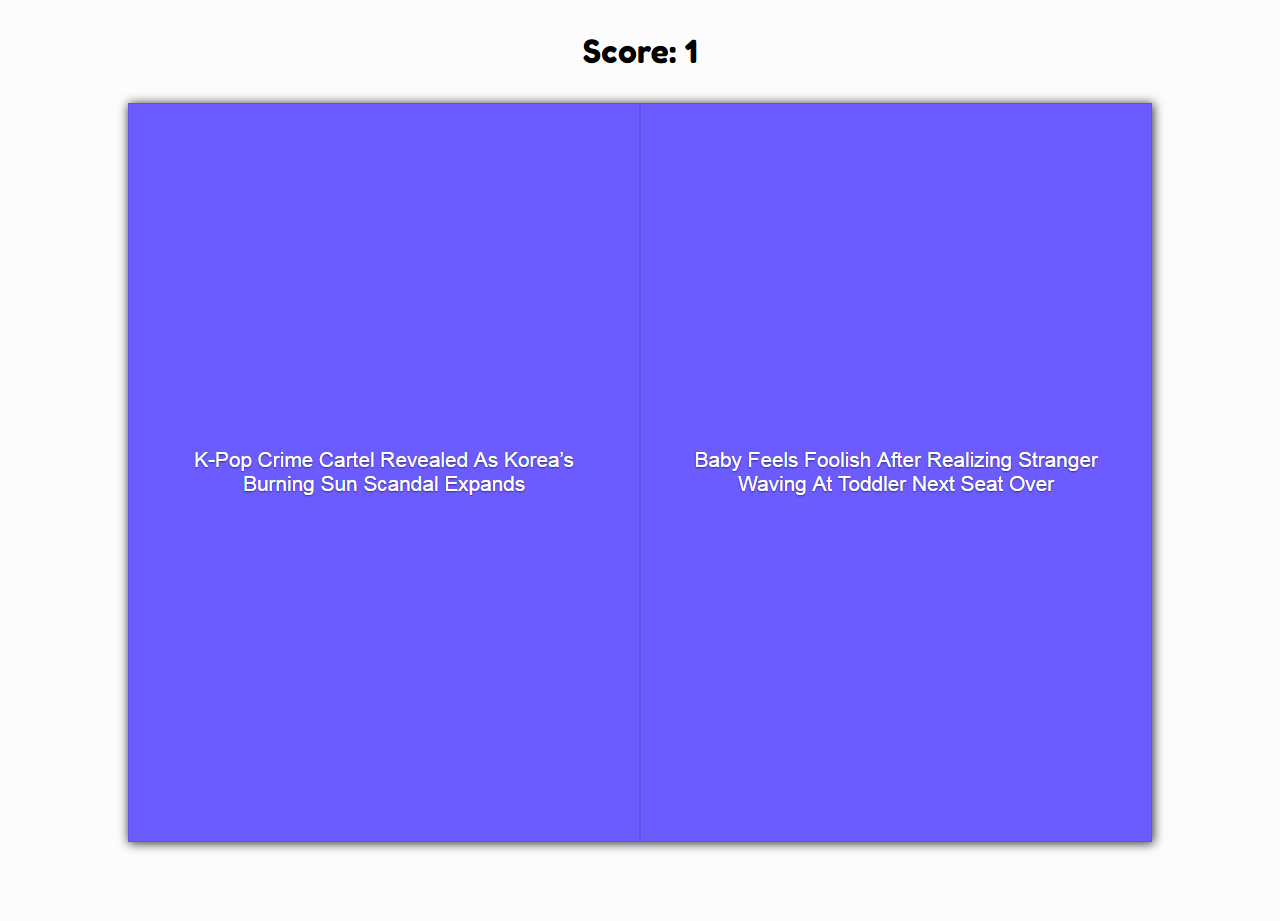 Score: 1
K-Pop Crime Cartel Revealed As Korea’s
Burning Sun Scandal Expands
Baby Feels Foolish After Realizing Stranger
Waving At Toddler Next Seat Over